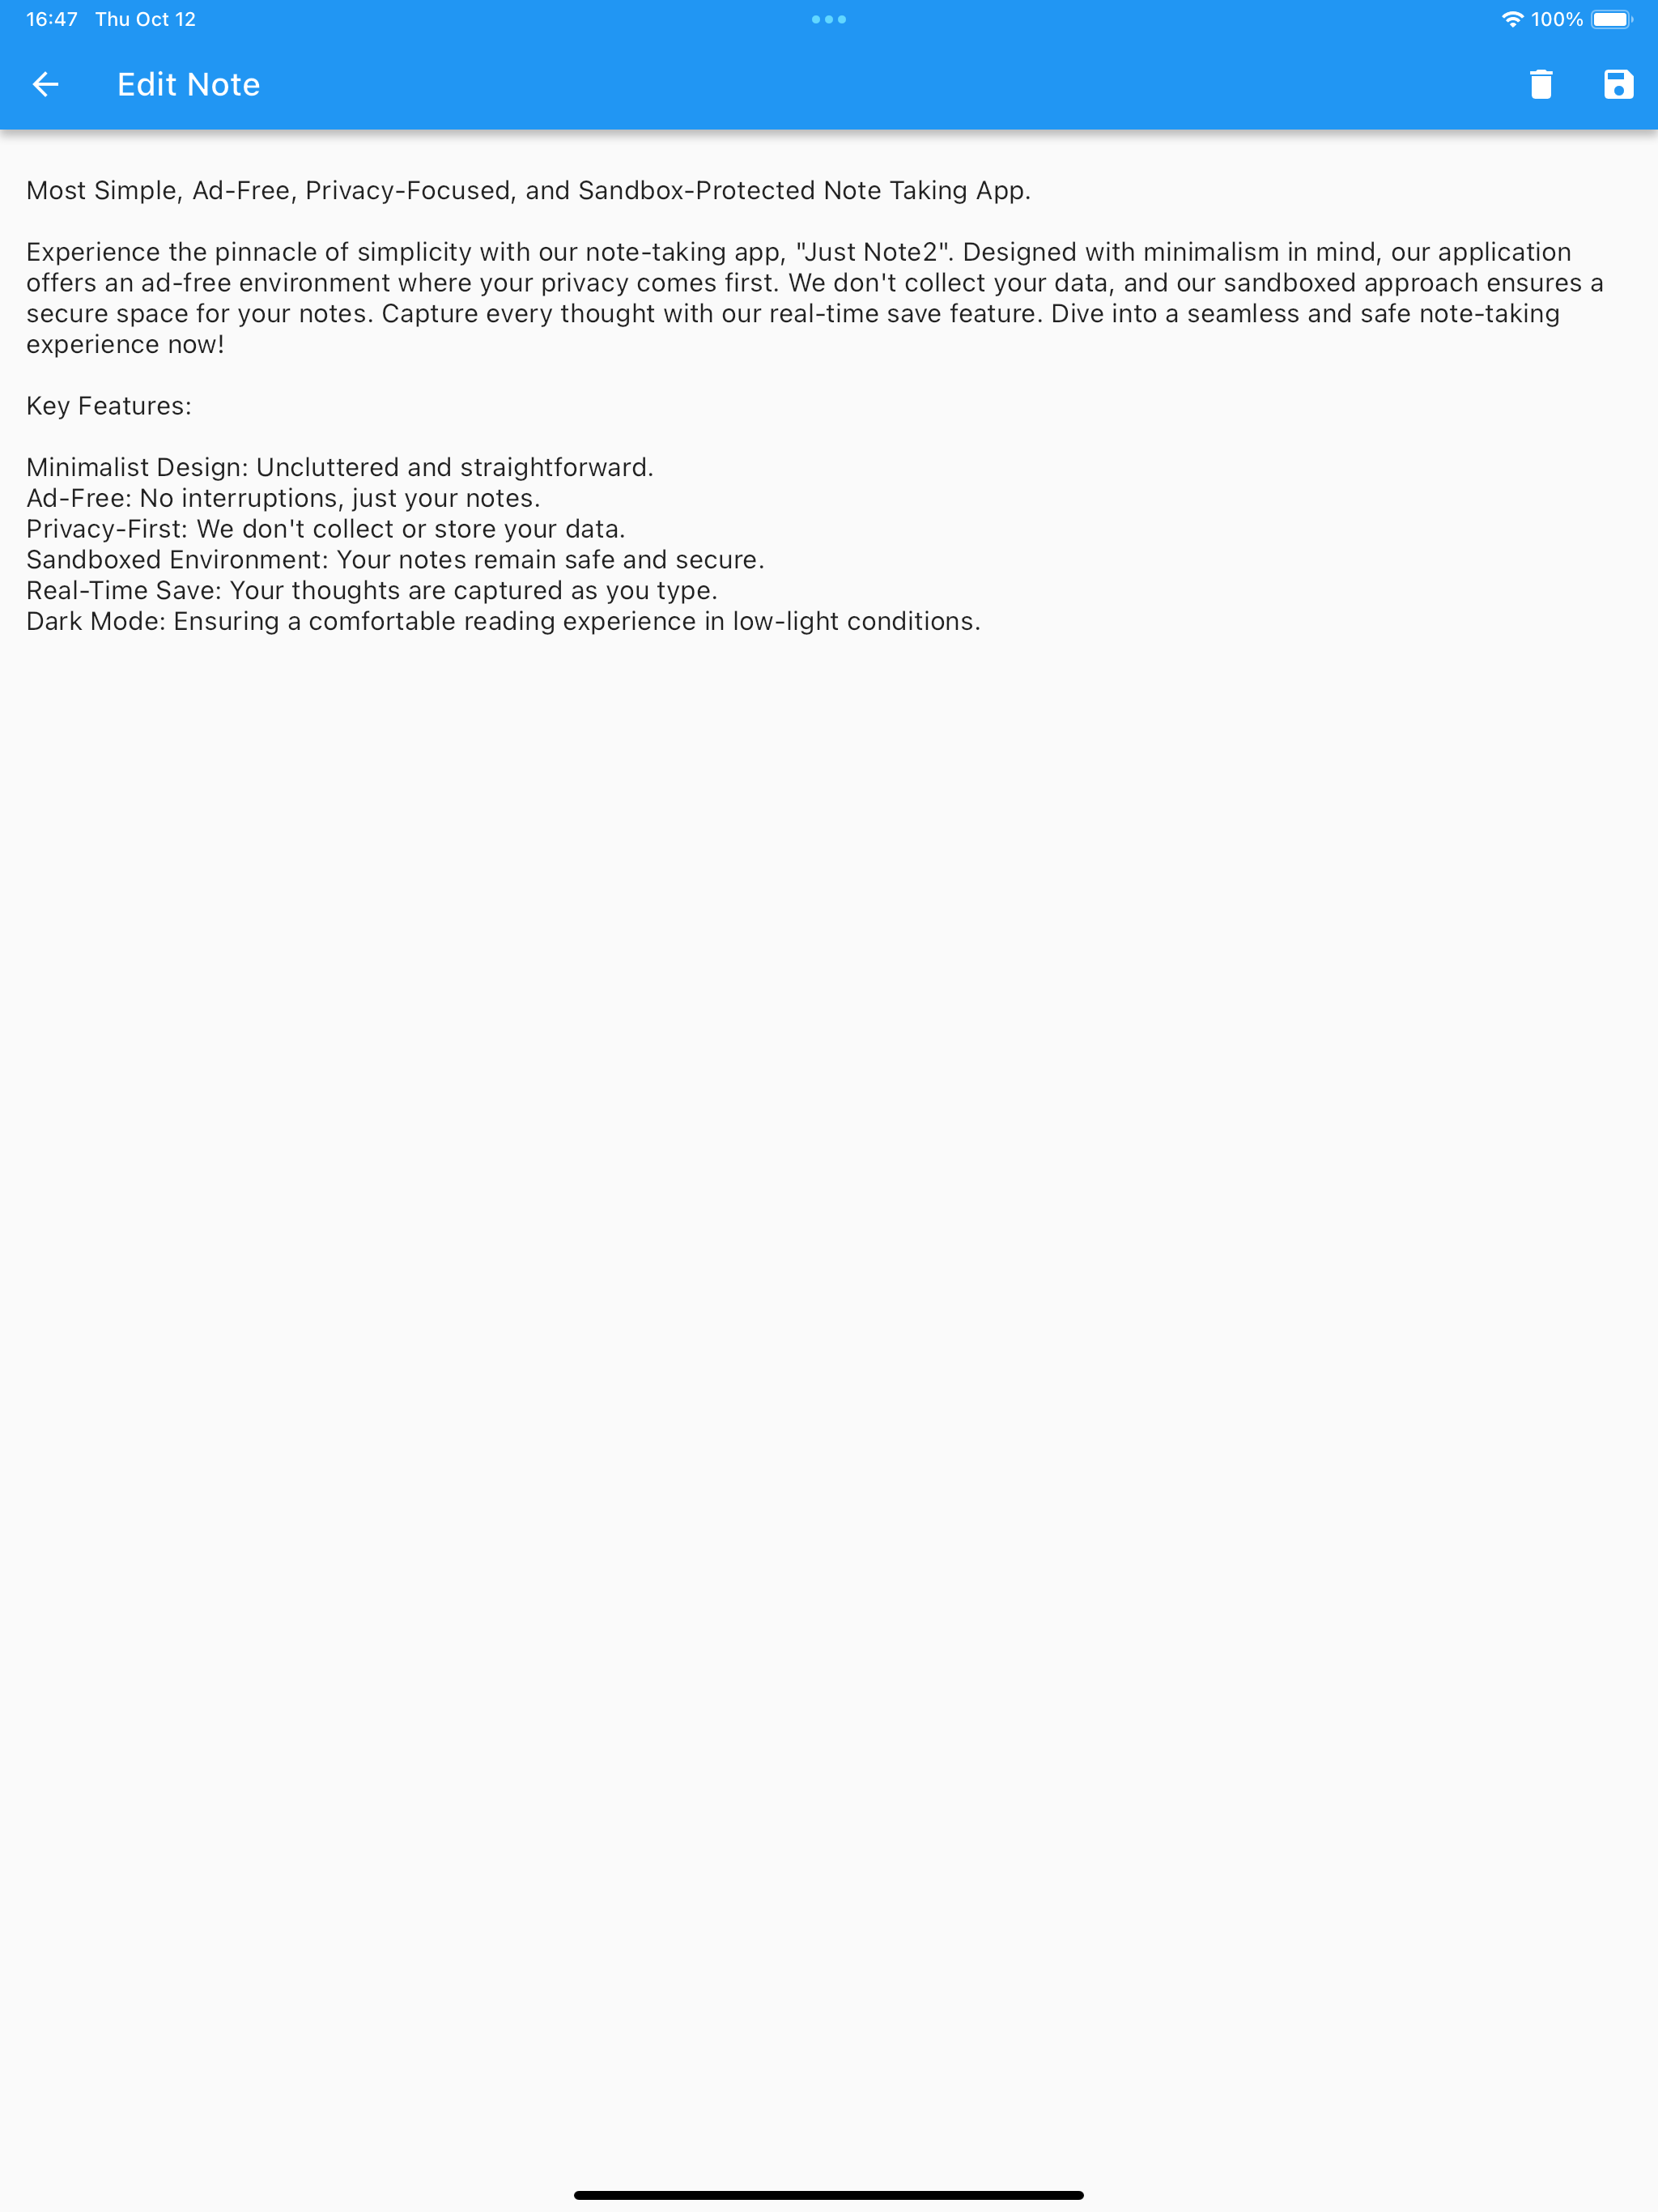 16:47 Thu Oct 12
100%
Edit Note
Most Simple, Ad-Free, Privacy-Focused, and Sandbox-Protected Note Taking App.
Experience the pinnacle of simplicity with our note-taking app, "Just Note2". Designed with minimalism in mind, our application
offers an ad-free environment where your privacy comes first. We don't collect your data, and our sandboxed approach ensures a
secure space for your notes. Capture every thought with our real-time save feature. Dive into a seamless and safe note-taking
experience now!
Key Features:
Minimalist Design: Uncluttered and straightforward.
Ad-Free: No interruptions, just your notes.
Privacy-First: We don't collect or store your data.
Sandboxed Environment: Your notes remain safe and secure.
Real-Time Save: Your thoughts are captured as you type.
Dark Mode: Ensuring a comfortable reading experience in low-light conditions.